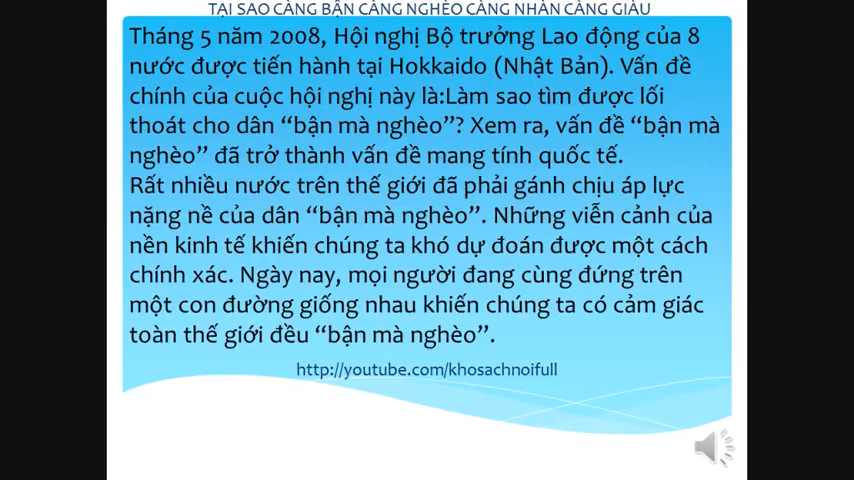 TẠI SAO CÀNG BẬN CÀNG NGHÈO CÀNG NHÀN CÀNG GIÀU
Tháng 5 năm 2008, Hội nghị Bộ trưởng Lao động của 8
nước được tiến hành tại Hokkaido (Nhật Bản). Vấn đề
chính của cuộc hội nghị này là:Làm sao tìm được lối
thoát cho dân “bận mà nghèo”? Xem ra, vấn đề “bận mà
nghèo” đã trở thành vấn đề mang tính quốc tế.
Rất nhiều nước trên thế giới đã phải gánh chịu áp lực
nặng nề của dân “bận mà nghèo”. Những viễn cảnh của
nền kinh tế khiến chúng ta khó dự đoán được một cách
chính xác. Ngày nay, mọi người đang cùng đứng trên
một con đường giống nhau khiến chúng ta có cảm giác
toàn thế giới đều “bận mà nghèo”.
http://youtube.com/khosachnoifull